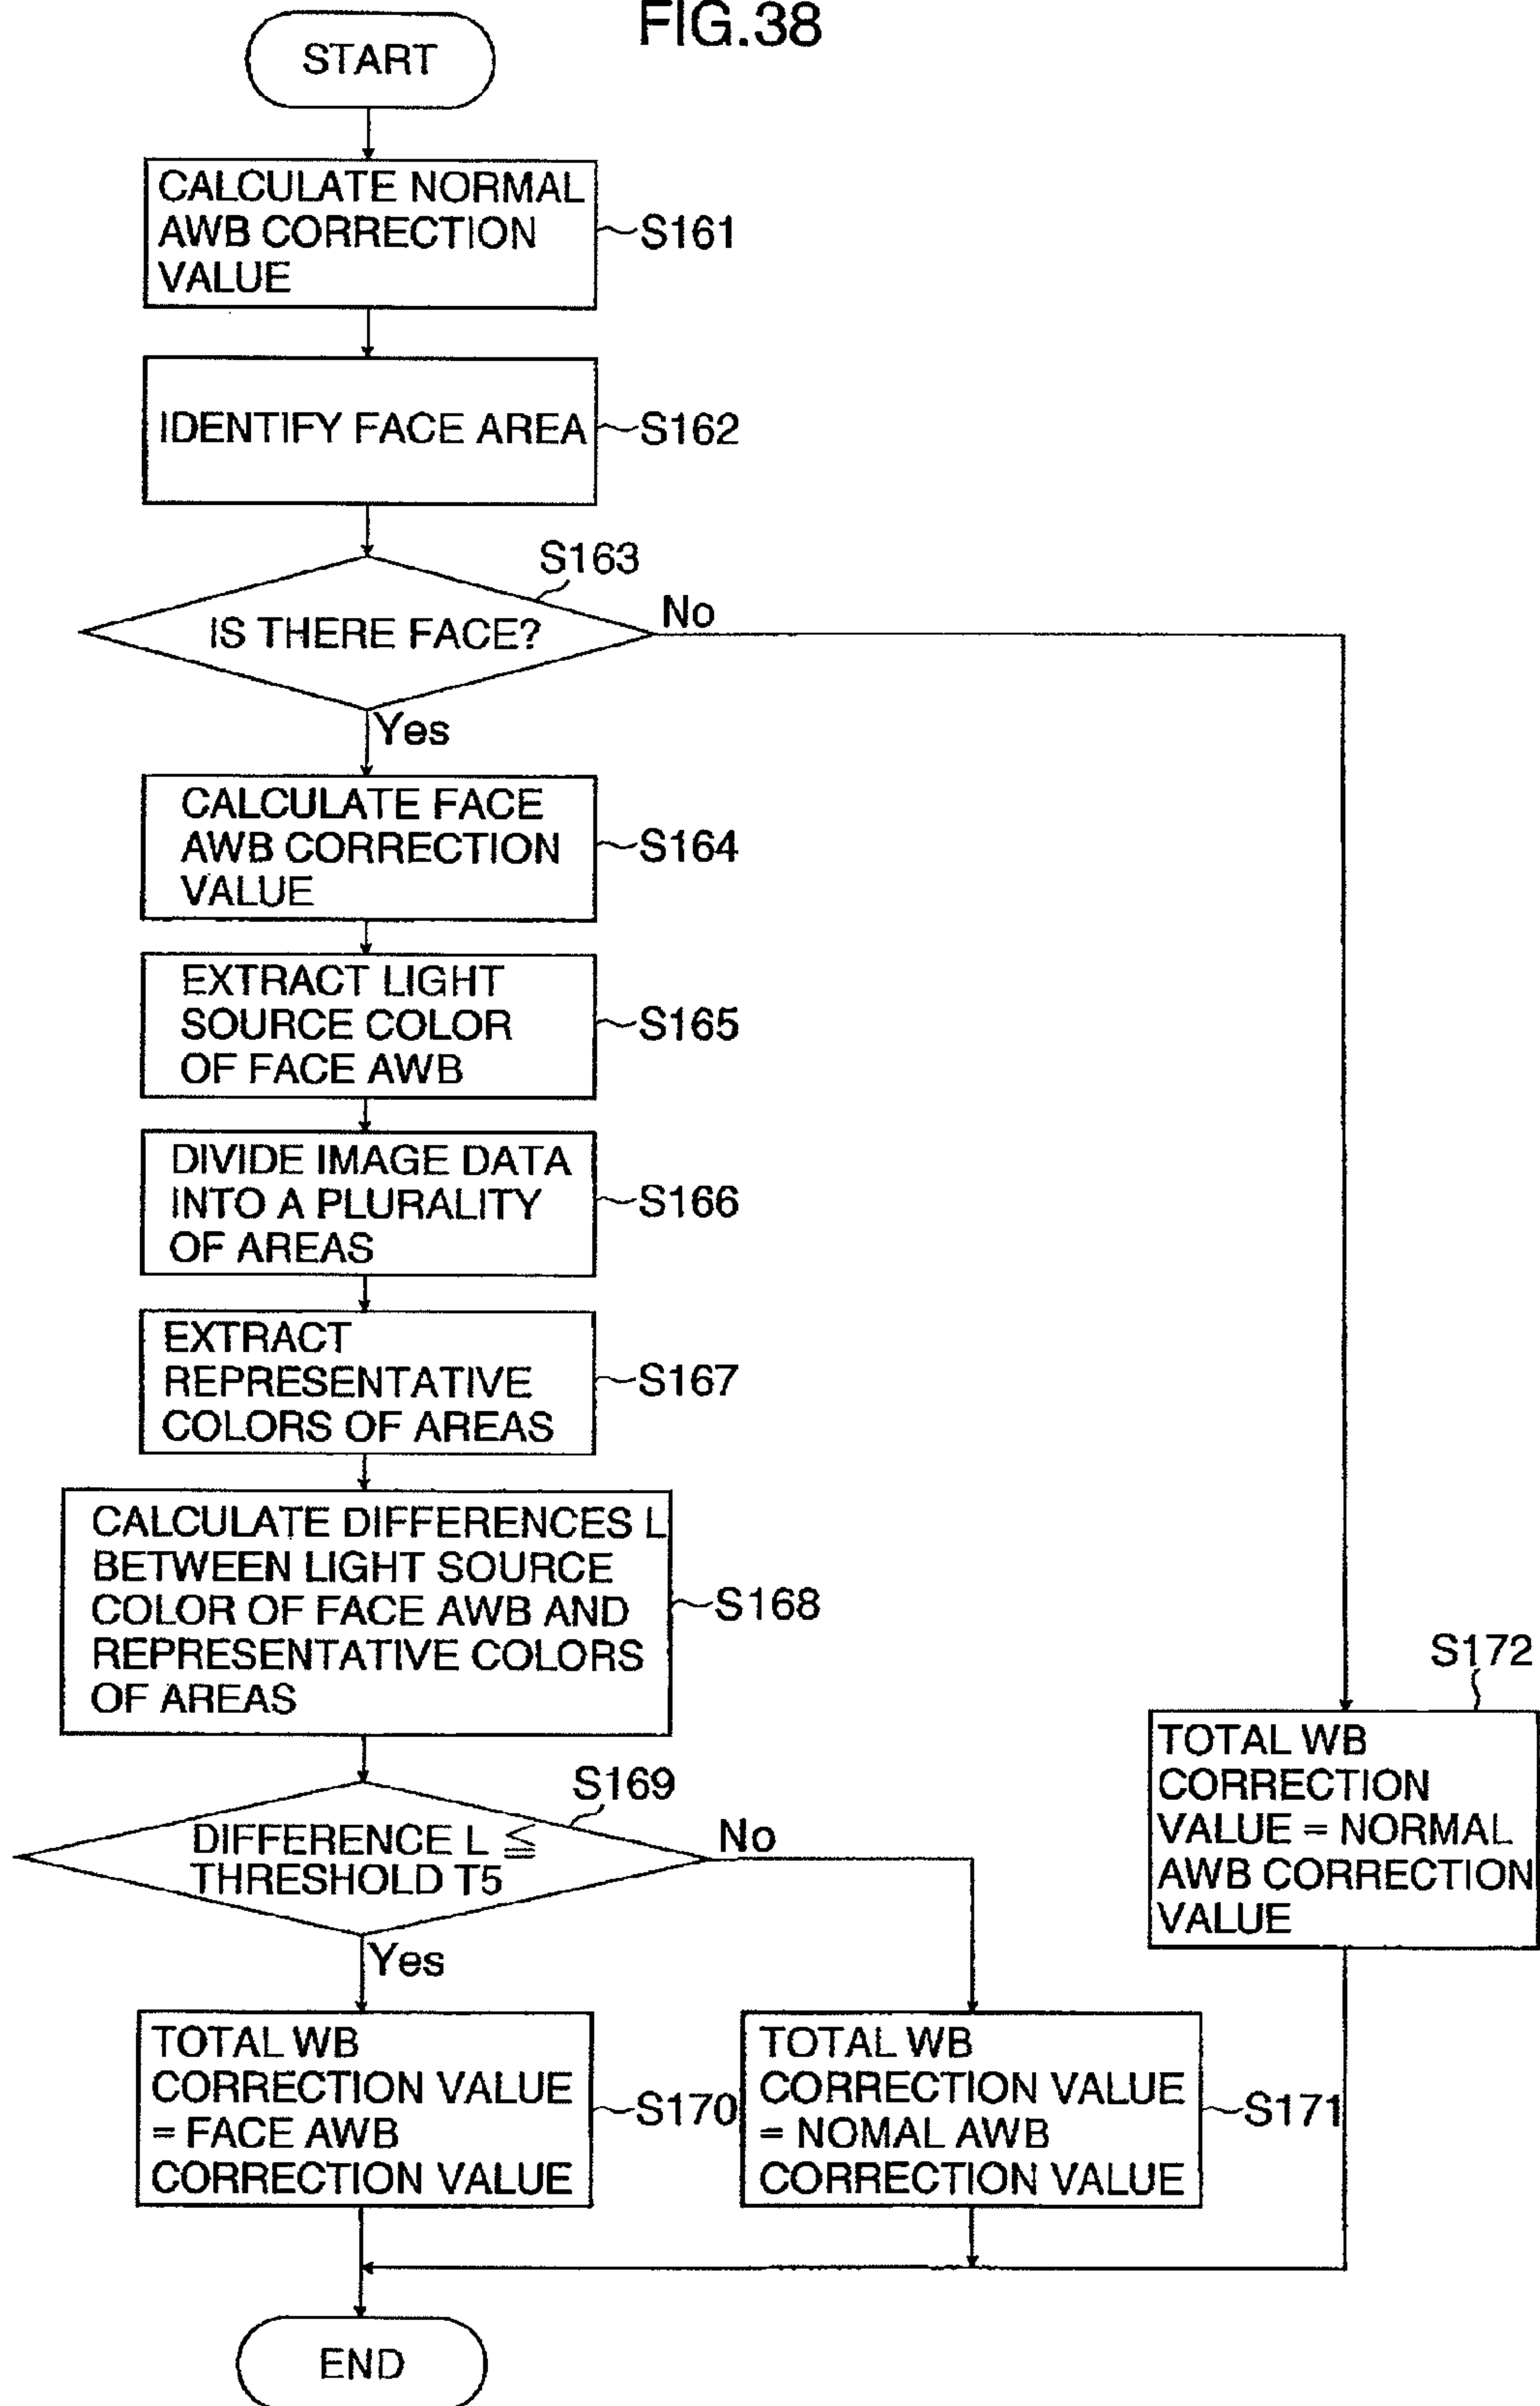 FIG.38
START
CALCULATE NORMAL
AWB CORRECTION
VALUE
S161
IDENTIFY FACE AREA
S162
S163
IS THERE FACE?
No
Yes
CALCULATE FACE
AWB CORRECTION
VALUE
S164
EXTRACT LIGHT
SOURCE COLOR
OF FACE AWB
S165
DIVIDE IMAGE DATA
INTO A PLURALITY
OF AREAS
S166
EXTRACT
REPRESENTATIVE
COLORS OF AREAS
S167
CALCULATE DIFFERENCES L
BETWEEN LIGHT SOURCE
COLOR OF FACE AWB AND
REPRESENTATIVE COLORS
OF AREAS
S168
S169
DIFFERENCE L ≦
THRESHOLD T5
No
Yes
S172
TOTAL WB
CORRECTION
VALUE = NORMAL
AWB CORRECTION
VALUE
TOTAL WB
CORRECTION VALUE
= FACE AWB
CORRECTION VALUE
S170
TOTAL WB
CORRECTION VALUE
= NOMAL AWB
CORRECTION VALUE
S171
END